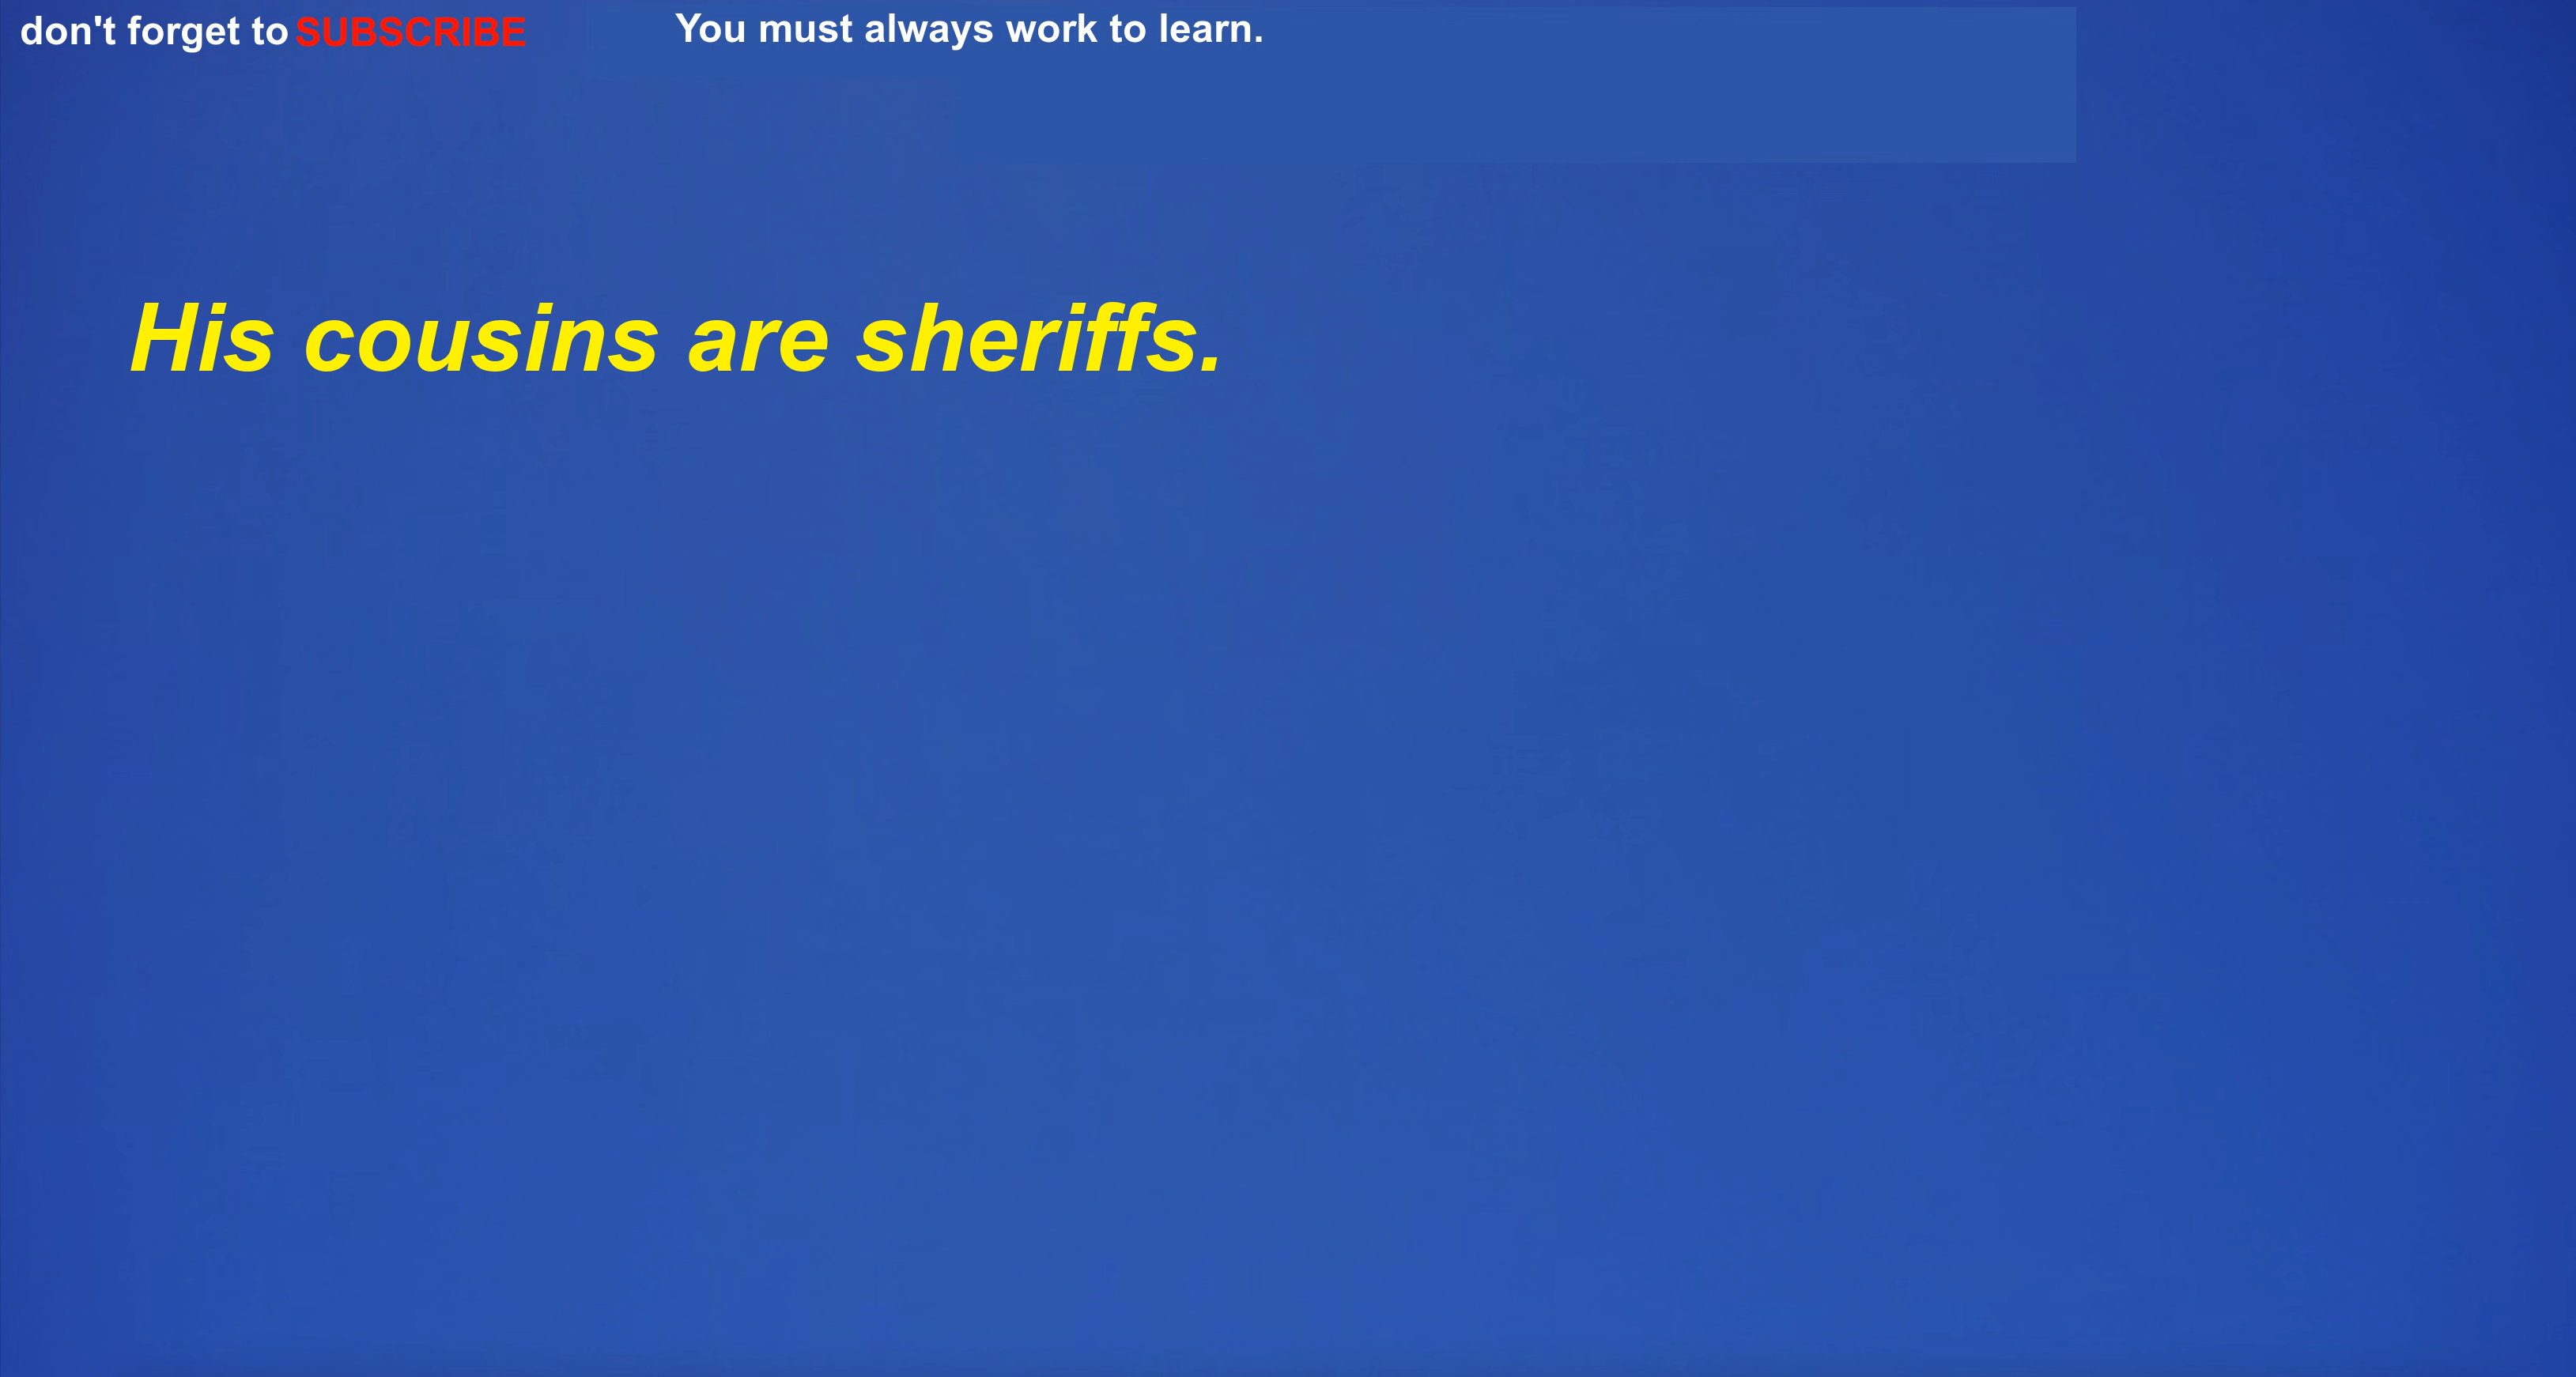 don't forget to SUBSCRIBE
You must always work to learn.
His cousins are sheriffs.